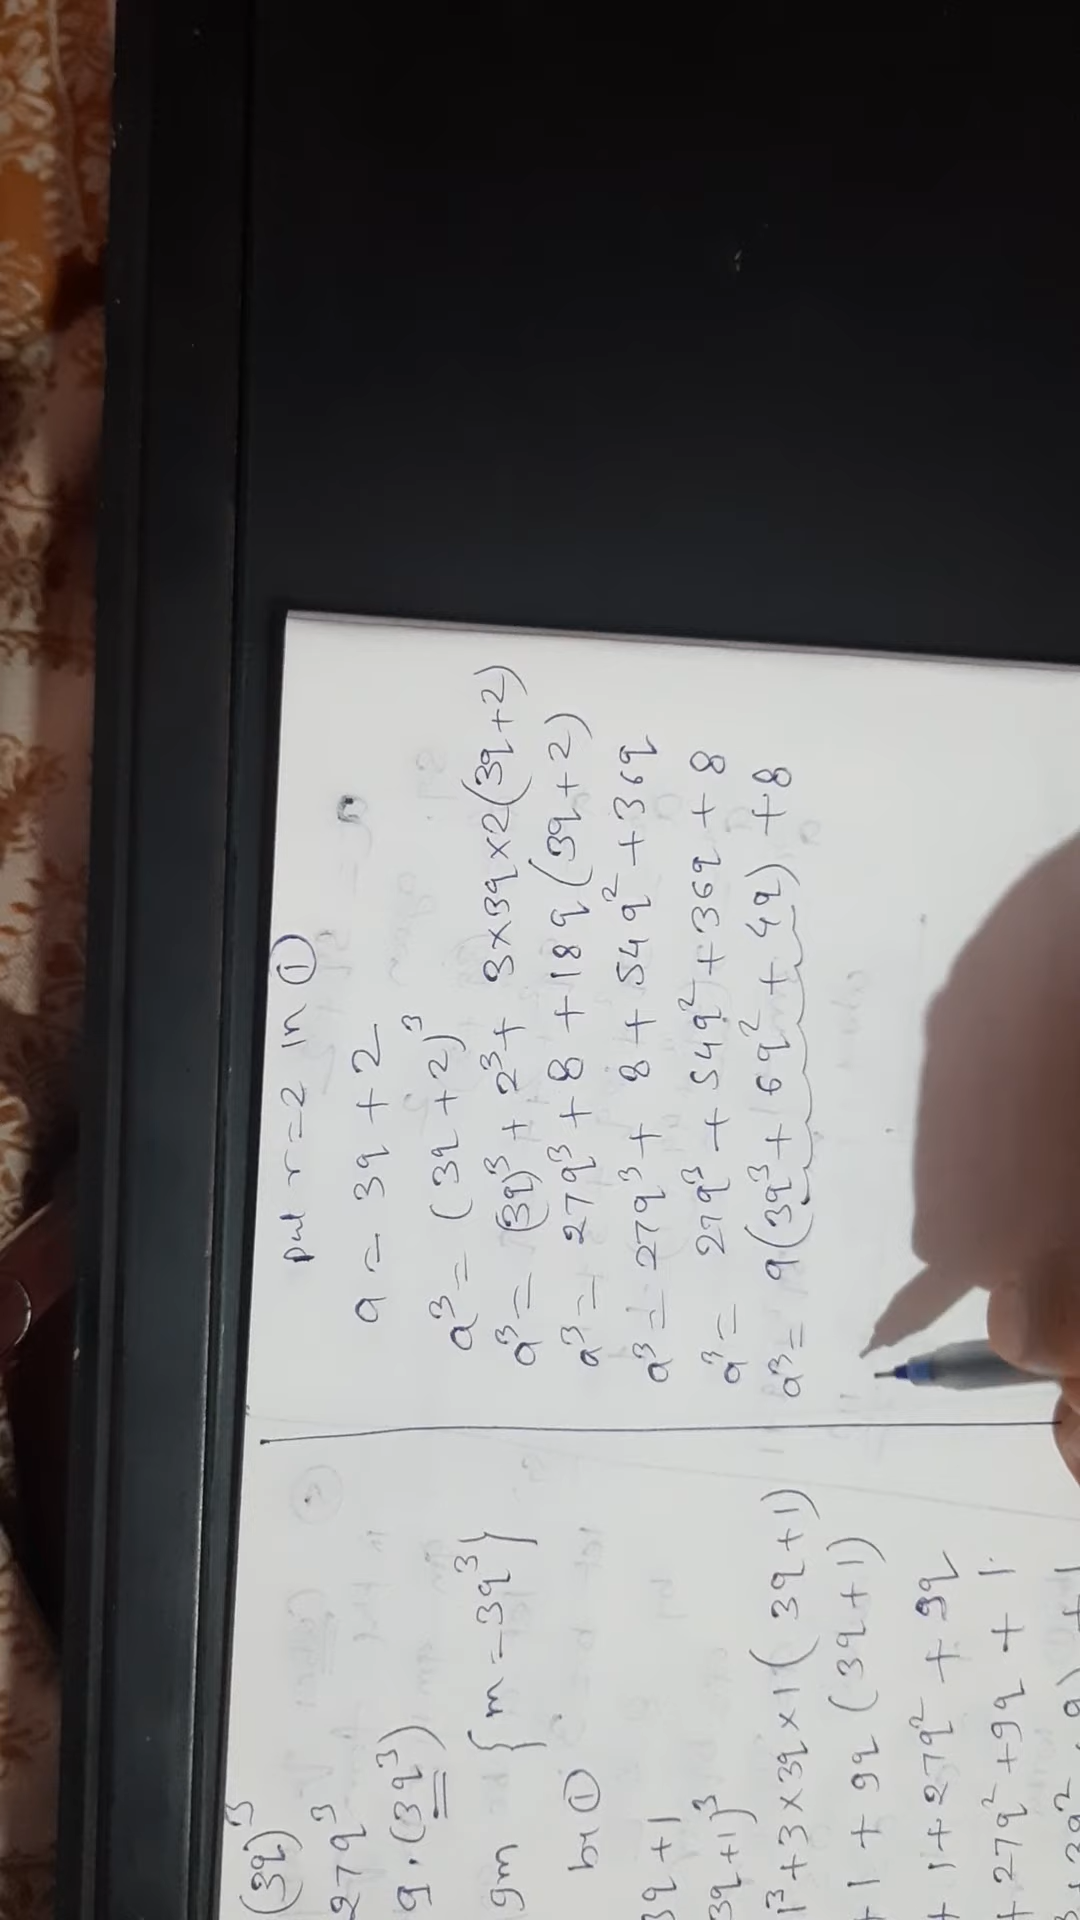 (3q)³
27q³
9.(3q³)
9m {m=3q³}
in ①
3q+1
3q+1)³
1³+3×3q×1(3q+1)
+1+9q(3q+1)
+1+27q²+9q
+27q²+9q+1
put r=2 in ①
a=3q+2
a³=(3q+2)³
a³=(3q)³+2³+3×3q×2(3q+2)
a³=27q³+8+18q(3q+2)
a³=27q³+8+54q²+36q
a³=27q³+54q²+36q+8
a³=9(3q³+6q²+4q)+8